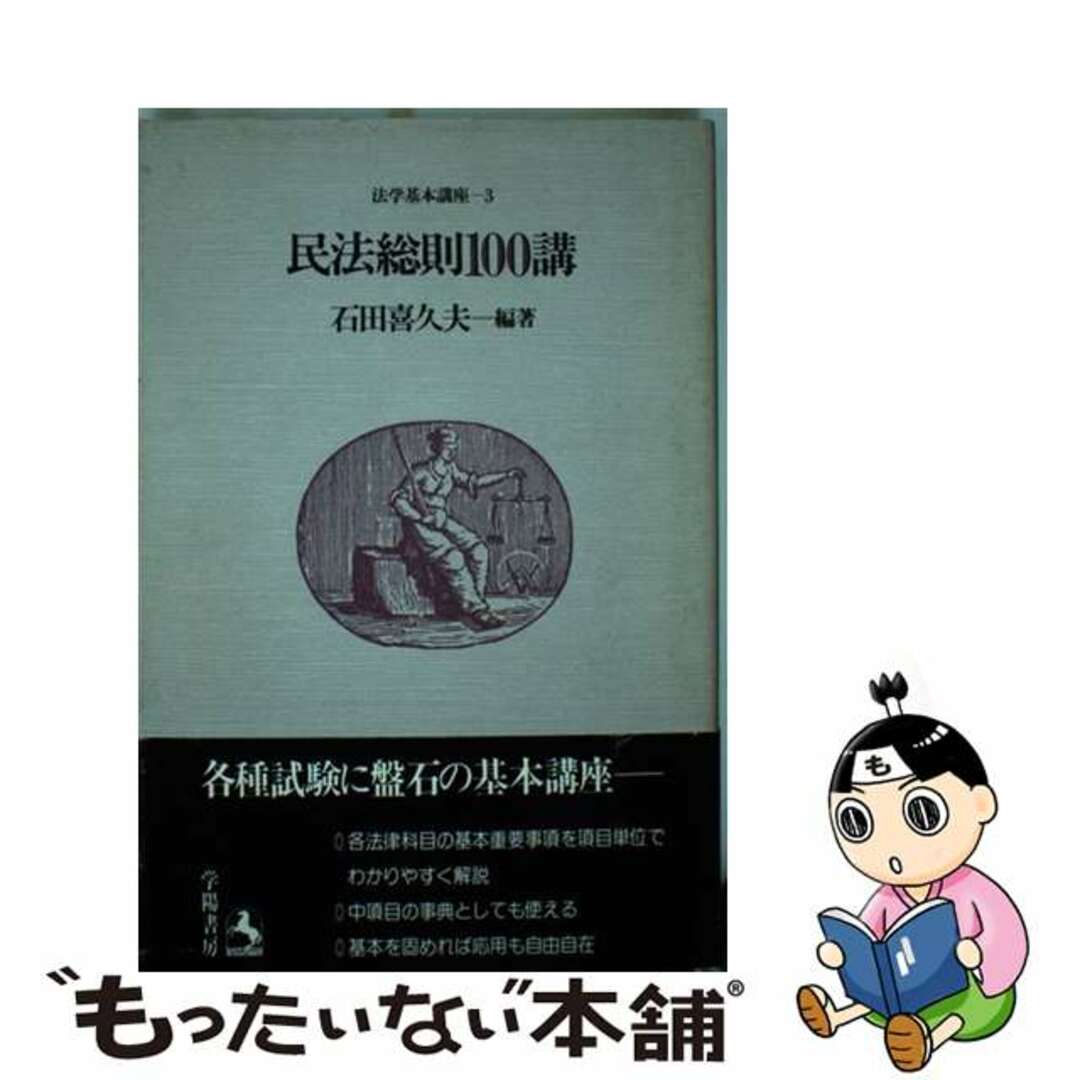 法学基本講座―3
民法総則100講
石田喜久夫―編著
各種試験に盤石の基本講座――
◊各法律科目の基本重要事項を項目単位で
わかりやすく解説
◊中項目の事典としても使える
◊基本を固めれば応用も自由自在
学陽書房
も
"もったいない"本舗®